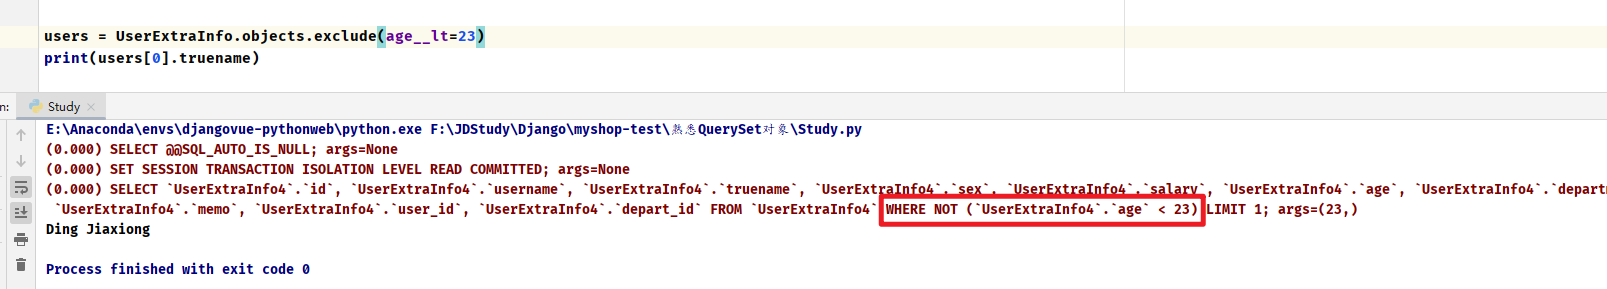 users = UserExtraInfo.objects.exclude(age__lt=23)
print(users[0].truename)
n:
Study
E:\Anaconda\envs\djangovue-pythonweb\python.exe F:\JDStudy\Django\myshop-test\熟悉QuerySet对象\Study.py
(0.000) SELECT @@SQL_AUTO_IS_NULL; args=None
(0.000) SET SESSION TRANSACTION ISOLATION LEVEL READ COMMITTED; args=None
(0.000) SELECT `UserExtraInfo4`.`id`, `UserExtraInfo4`.`username`, `UserExtraInfo4`.`truename`, `UserExtraInfo4`.`sex`, `UserExtraInfo4`.`salary`, `UserExtraInfo4`.`age`, `UserExtraInfo4`.`departm
`UserExtraInfo4`.`memo`, `UserExtraInfo4`.`user_id`, `UserExtraInfo4`.`depart_id` FROM `UserExtraInfo4` WHERE NOT (`UserExtraInfo4`.`age` < 23) LIMIT 1; args=(23,)
Ding Jiaxiong
Process finished with exit code 0